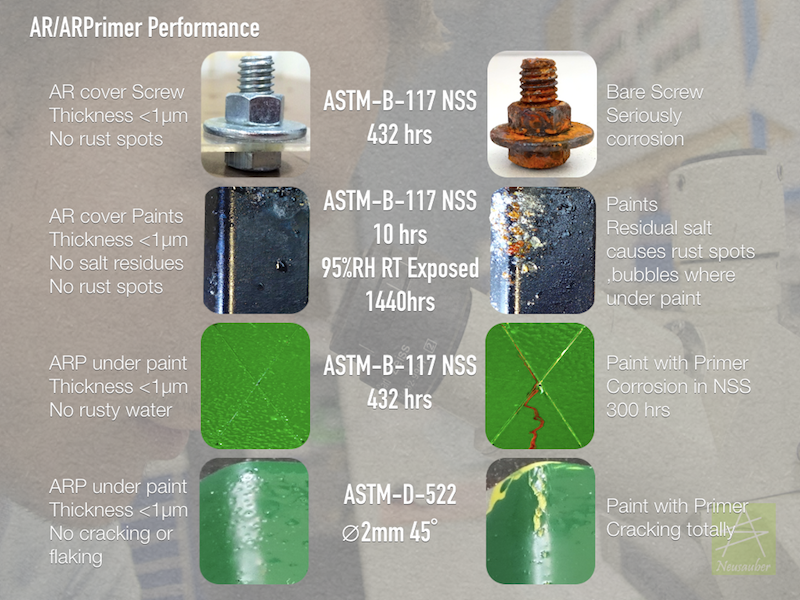 AR/ARPrimer Performance
AR cover Screw
Thickness <1μm
No rust spots
ASTM-B-117 NSS
432 hrs
Bare Screw
Seriously
corrosion
AR cover Paints
Thickness <1μm
No salt residues
No rust spots
ASTM-B-117 NSS
10 hrs
95%RH RT Exposed
1440hrs
Paints
Residual salt
causes rust spots
,bubbles where
under paint
ARP under paint
Thickness <1μm
No rusty water
ASTM-B-117 NSS
432 hrs
Paint with Primer
Corrosion in NSS
300 hrs
ARP under paint
Thickness <1μm
No cracking or
flaking
ASTM-D-522
∅2mm 45°
Paint with Primer
Cracking totally
Neusauber